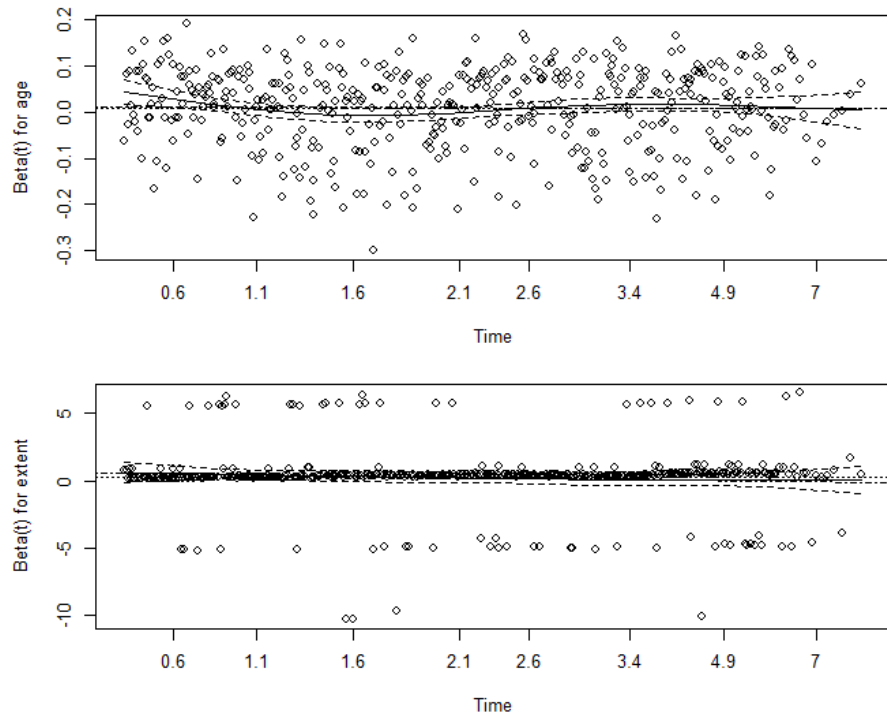 Beta(t) for age
0.2
0.1
0.0
-0.1
-0.2
-0.3
0.6 1.1 1.6 2.1 2.6 3.4 4.9 7
Time
Beta(t) for extent
5
0
-5
-10
0.6 1.1 1.6 2.1 2.6 3.4 4.9 7
Time